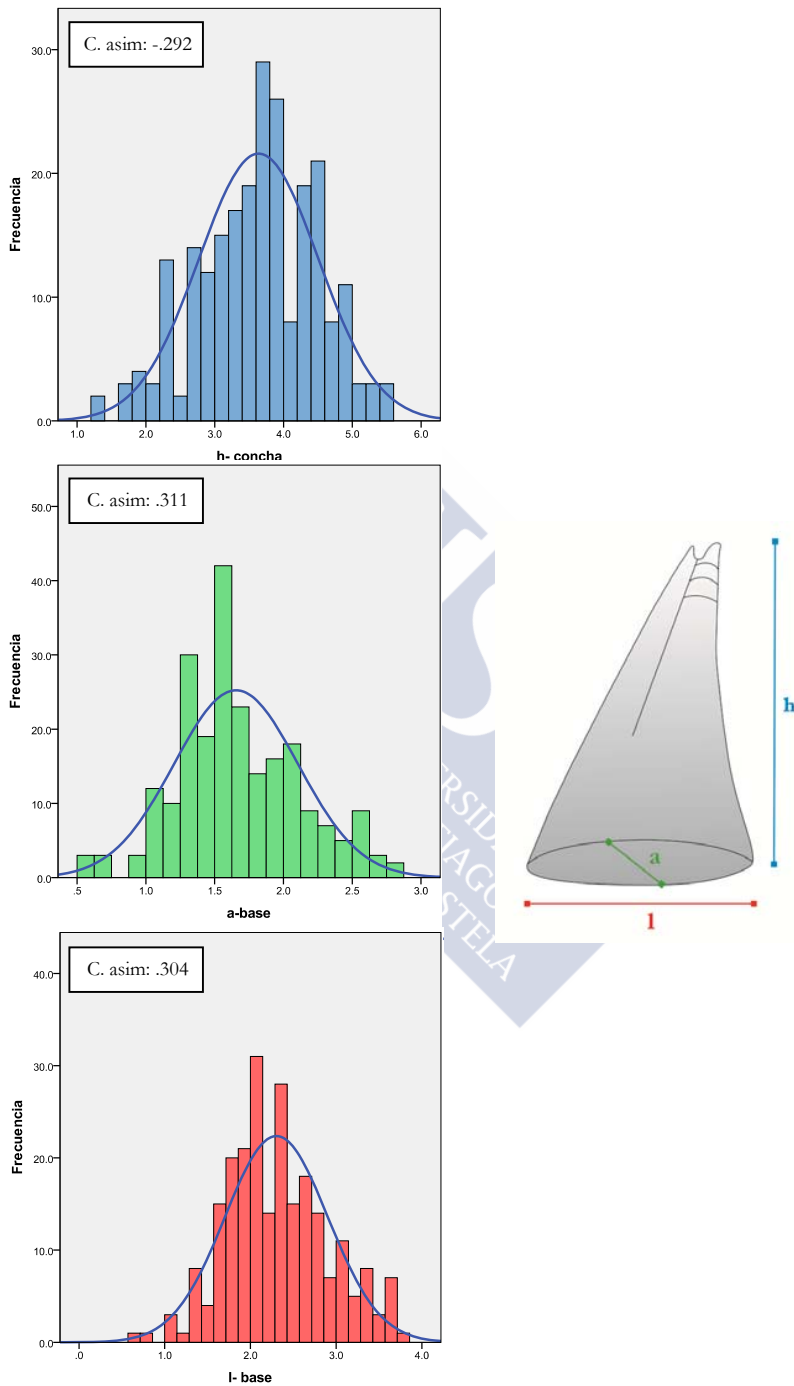 C. asim: -.292
Frecuencia
30.0
20.0
10.0
0.0
1.0 2.0 3.0 4.0 5.0 6.0
h- concha
C. asim: .311
Frecuencia
50.0
40.0
30.0
20.0
10.0
0.0
.5 1.0 1.5 2.0 2.5 3.0
a-base
h
a
l
C. asim: .304
Frecuencia
40.0
30.0
20.0
10.0
0.0
.0 1.0 2.0 3.0 4.0
l- base